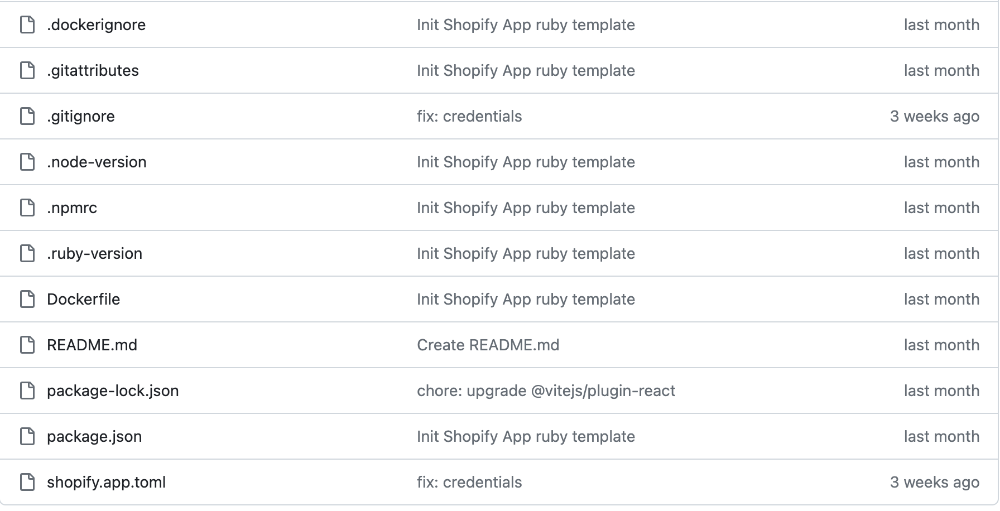 .dockerignore Init Shopify App ruby template last month
.gitattributes Init Shopify App ruby template last month
.gitignore fix: credentials 3 weeks ago
.node-version Init Shopify App ruby template last month
.npmrc Init Shopify App ruby template last month
.ruby-version Init Shopify App ruby template last month
Dockerfile Init Shopify App ruby template last month
README.md Create README.md last month
package-lock.json chore: upgrade @vitejs/plugin-react last month
package.json Init Shopify App ruby template last month
shopify.app.toml fix: credentials 3 weeks ago